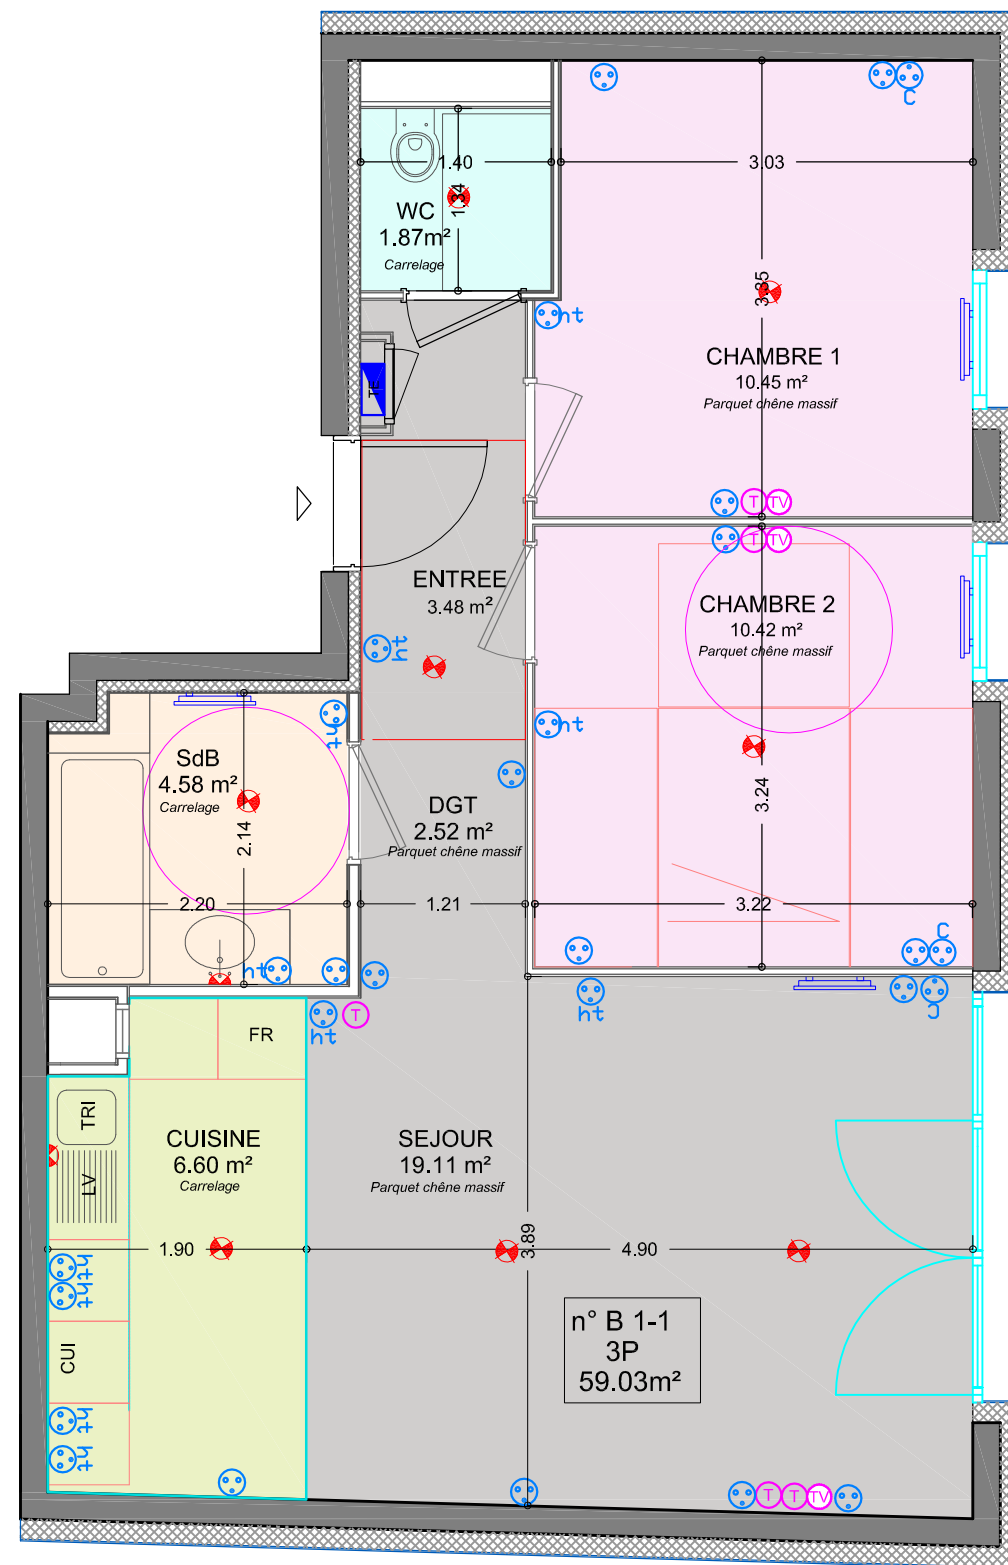 C
1.40
3.03
1.34
WC
1.87m²
Carrelage
3.35
ht
CHAMBRE 1
10.45 m²
Parquet chêne massif
TE
T
TV
T
TV
ENTREE
3.48 m²
CHAMBRE 2
10.42 m²
Parquet chêne massif
ht
ht
ht
SdB
4.58 m²
Carrelage
2.14
DGT
2.52 m²
Parquet chêne massif
3.24
2.20
1.21
3.22
C
ht
ht
C
ht
T
FR
TRI
LV
CUISINE
6.60 m²
Carrelage
SEJOUR
19.11 m²
Parquet chêne massif
1.90
3.89
4.90
ht
ht
n° B 1-1
3P
59.03m²
CUI
ht
ht
T
T
TV